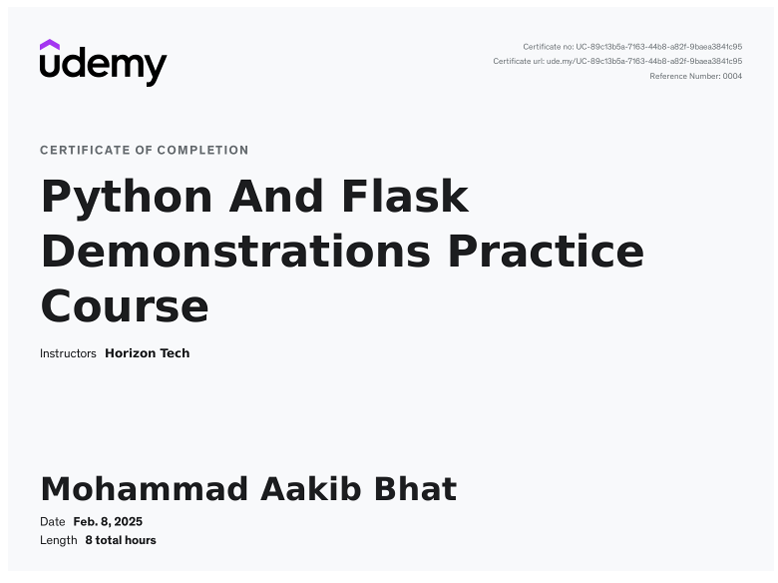 udemy
Certificate no: UC-89c13b5a-7163-44b8-a82f-9baea3841c95
Certificate url: ude.my/UC-89c13b5a-7163-44b8-a82f-9baea3841c95
Reference Number: 0004
CERTIFICATE OF COMPLETION
Python And Flask
Demonstrations Practice
Course
Instructors Horizon Tech
Mohammad Aakib Bhat
Date Feb. 8, 2025
Length 8 total hours